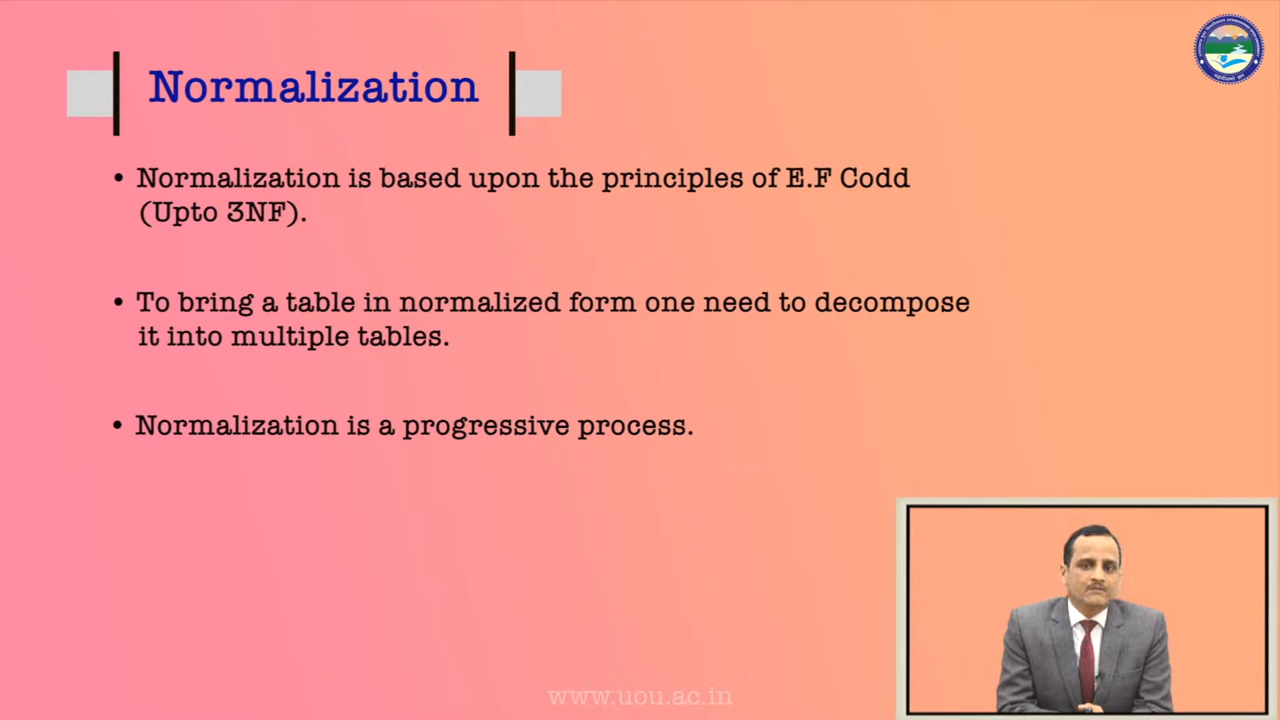 Normalization
• Normalization is based upon the principles of E.F Codd
(Upto 3NF).
• To bring a table in normalized form one need to decompose
it into multiple tables.
• Normalization is a progressive process.
www.uou.ac.in